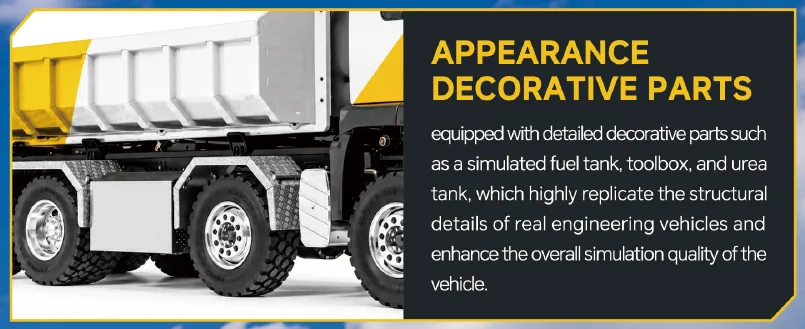 APPEARANCE
DECORATIVE PARTS
equipped with detailed decorative parts such
as a simulated fuel tank, toolbox, and urea
tank, which highly replicate the structural
details of real engineering vehicles and
enhance the overall simulation quality of the
vehicle.